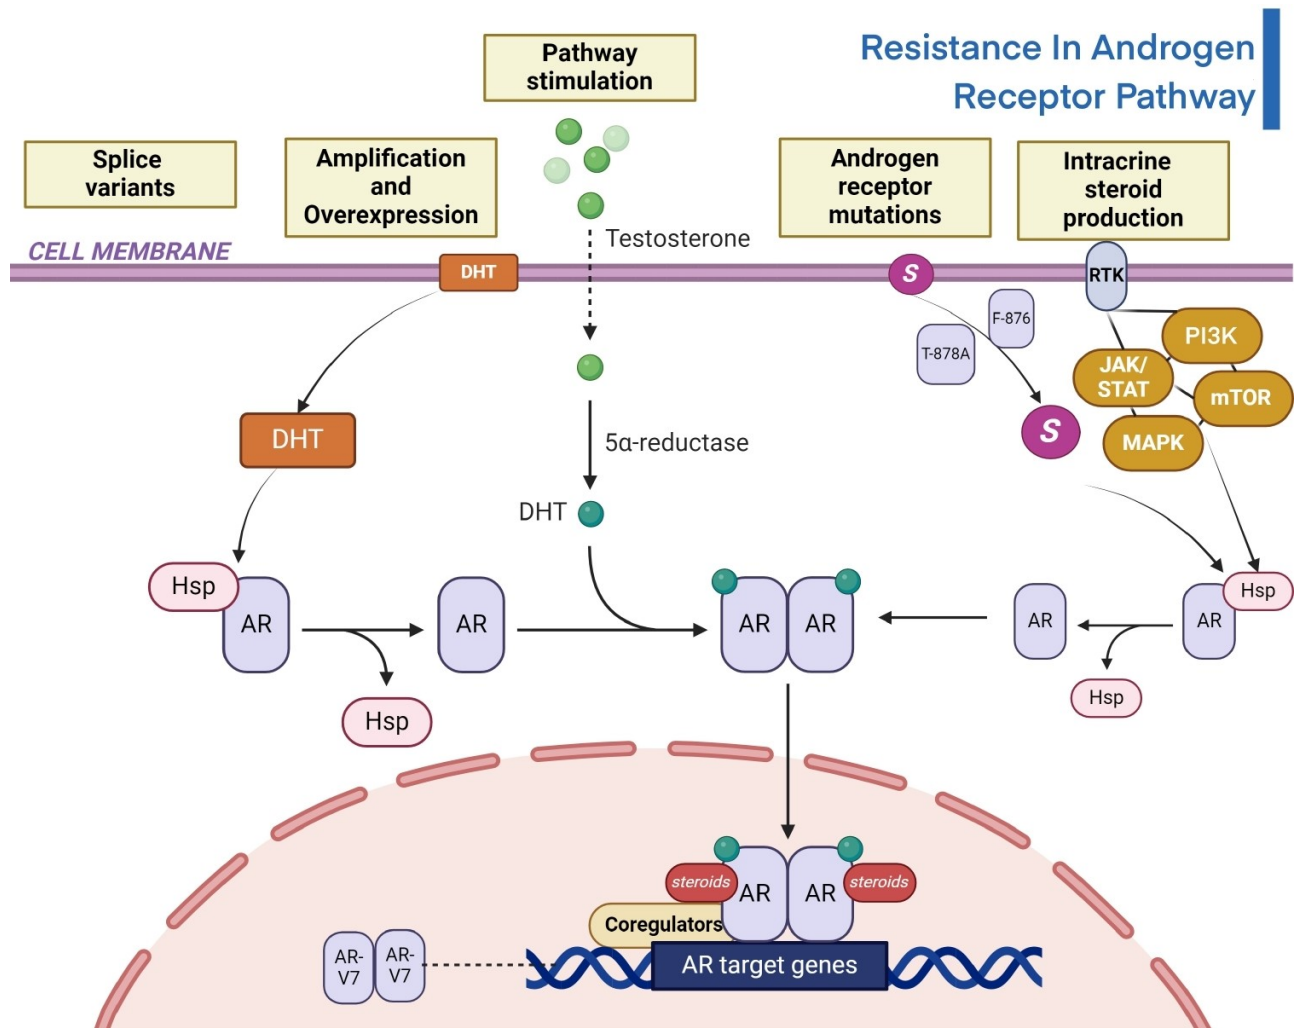 Resistance In Androgen
Receptor Pathway
Pathway
stimulation
Splice
variants
Amplification
and
Overexpression
Androgen
receptor
mutations
Intracrine
steroid
production
CELL MEMBRANE
Testosterone
DHT
S
RTK
F-876
T-878A
PI3K
JAK/
STAT
mTOR
MAPK
S
DHT
5α-reductase
DHT
Hsp
AR
AR
AR
AR
AR
AR
Hsp
Hsp
Hsp
steroids
AR
AR
steroids
Coregulators
AR target genes
AR-
V7
AR-
V7